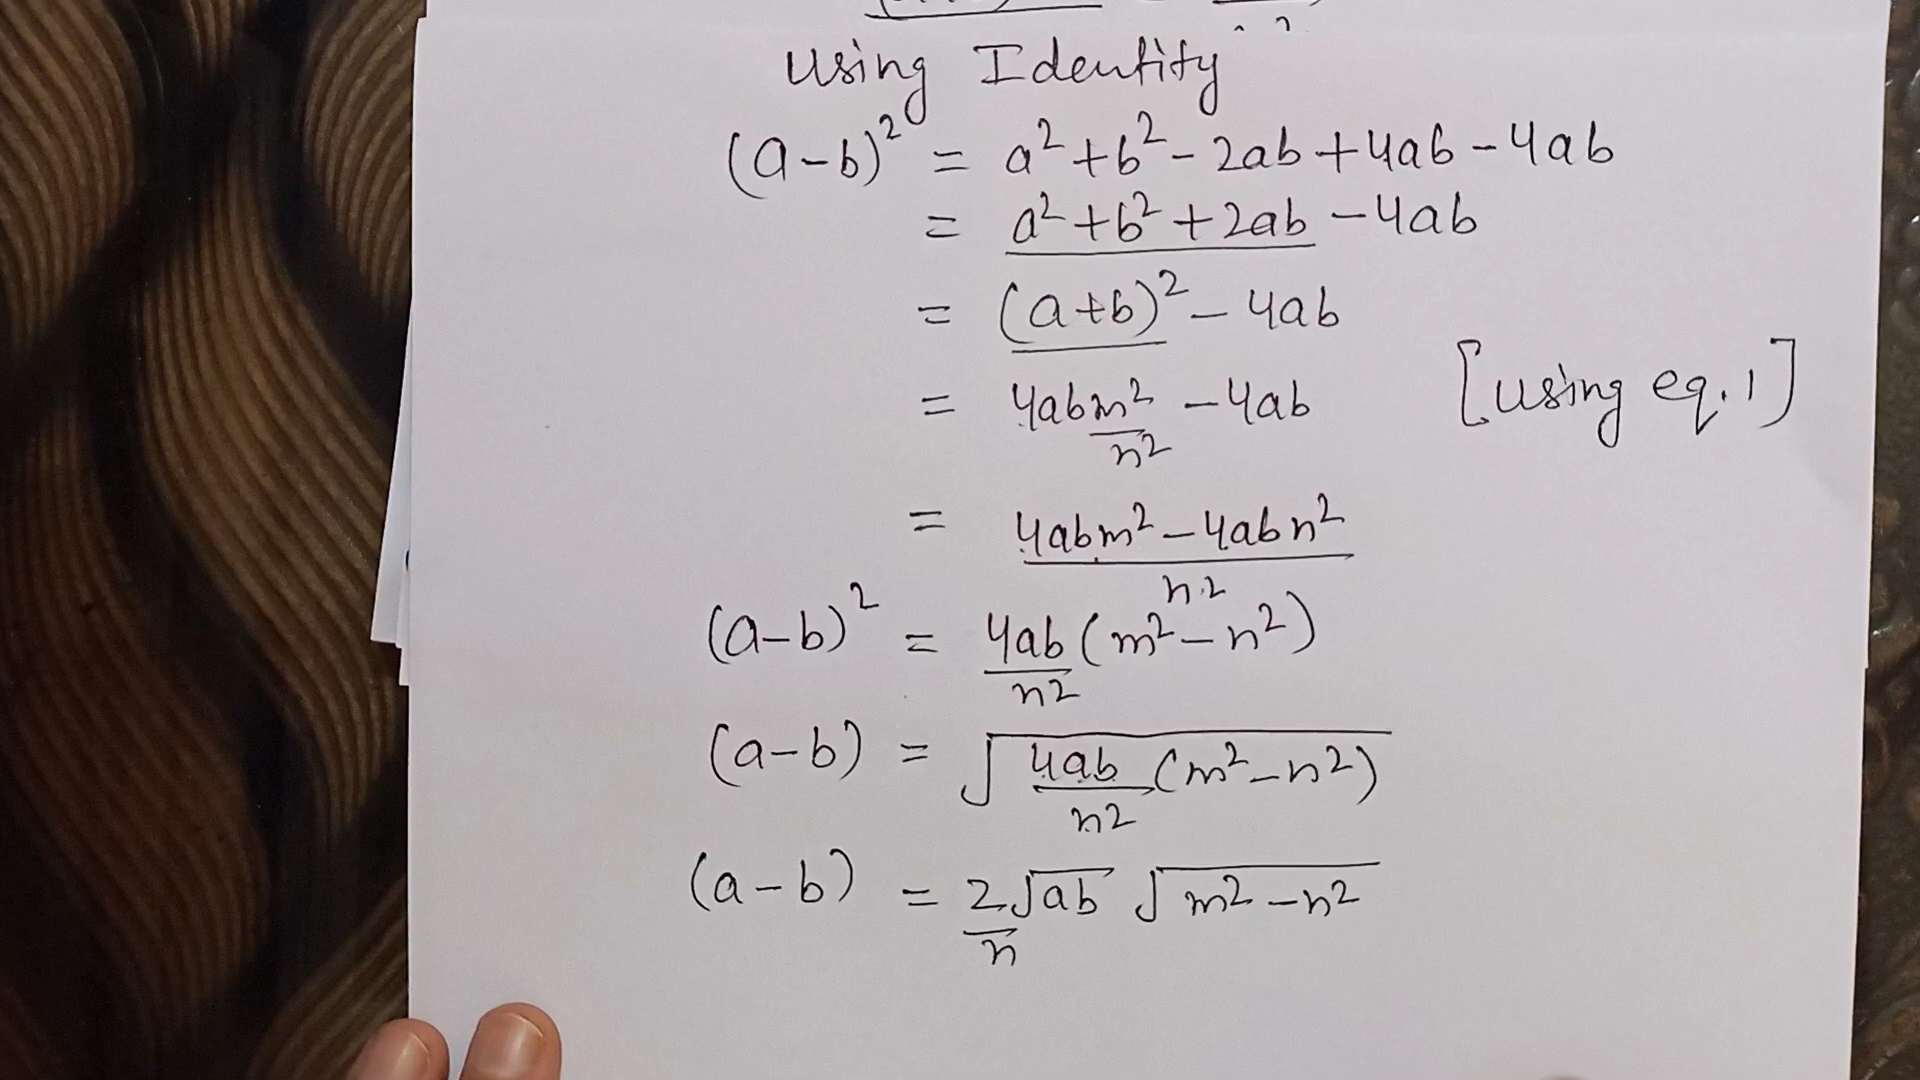 Using Identity
(a-b)² = a²+b²-2ab+4ab-4ab
= a²+b²+2ab-4ab
= (a+b)²-4ab
= 4abm²/n² -4ab [using eq.1]
= 4abm²-4abn²/n²
(a-b)² = 4ab/n² (m²-n²)
(a-b) = √4ab/n² (m²-n²)
(a-b) = 2/n √ab √m²-n²